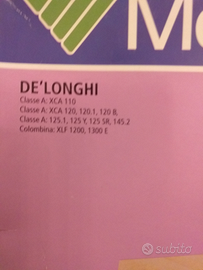 Me
DE'LONGHI
Classe A: XCA 110
Classe A: XCA 120, 120.1, 120 B,
Classe A: 125.1, 125 Y, 125 SR, 145 2
Colombina: XLF 1200, 1300 E
subito